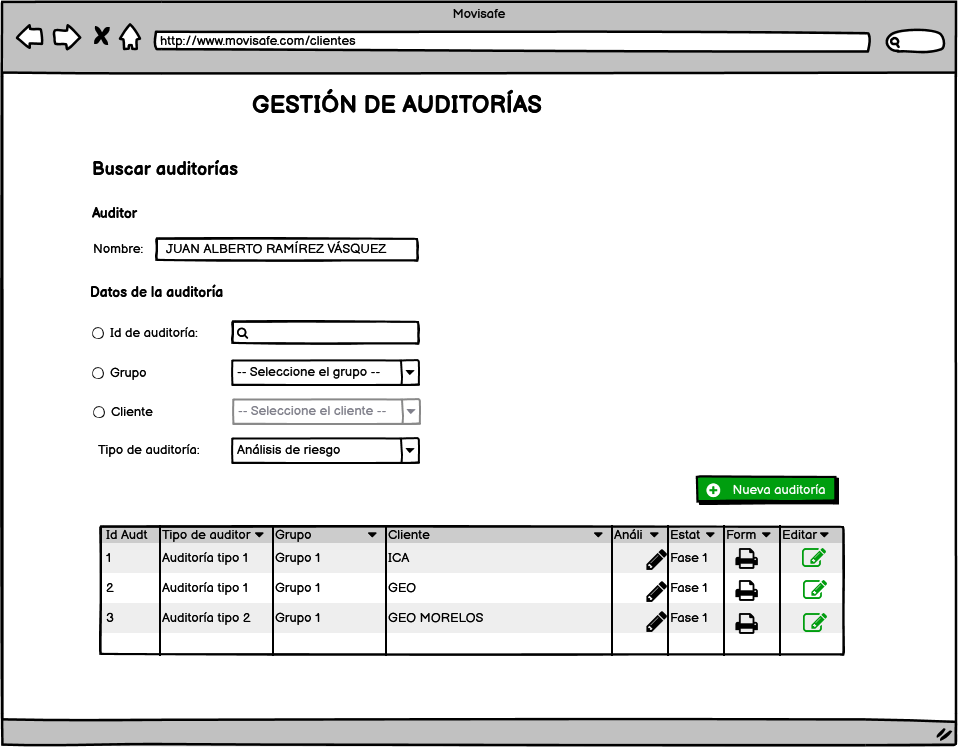 Movisafe
http://www.movisafe.com/clientes
GESTIÓN DE AUDITORÍAS
Buscar auditorías
Auditor
Nombre: JUAN ALBERTO RAMÍREZ VÁSQUEZ
Datos de la auditoría
Id de auditoría:
Grupo -- Seleccione el grupo --
Cliente -- Seleccione el cliente --
Tipo de auditoría: Análisis de riesgo
Nueva auditoría
Id Audt Tipo de auditor Grupo Cliente Análi Estat Form Editar
1 Auditoría tipo 1 Grupo 1 ICA Fase 1
2 Auditoría tipo 1 Grupo 1 GEO Fase 1
3 Auditoría tipo 2 Grupo 1 GEO MORELOS Fase 1